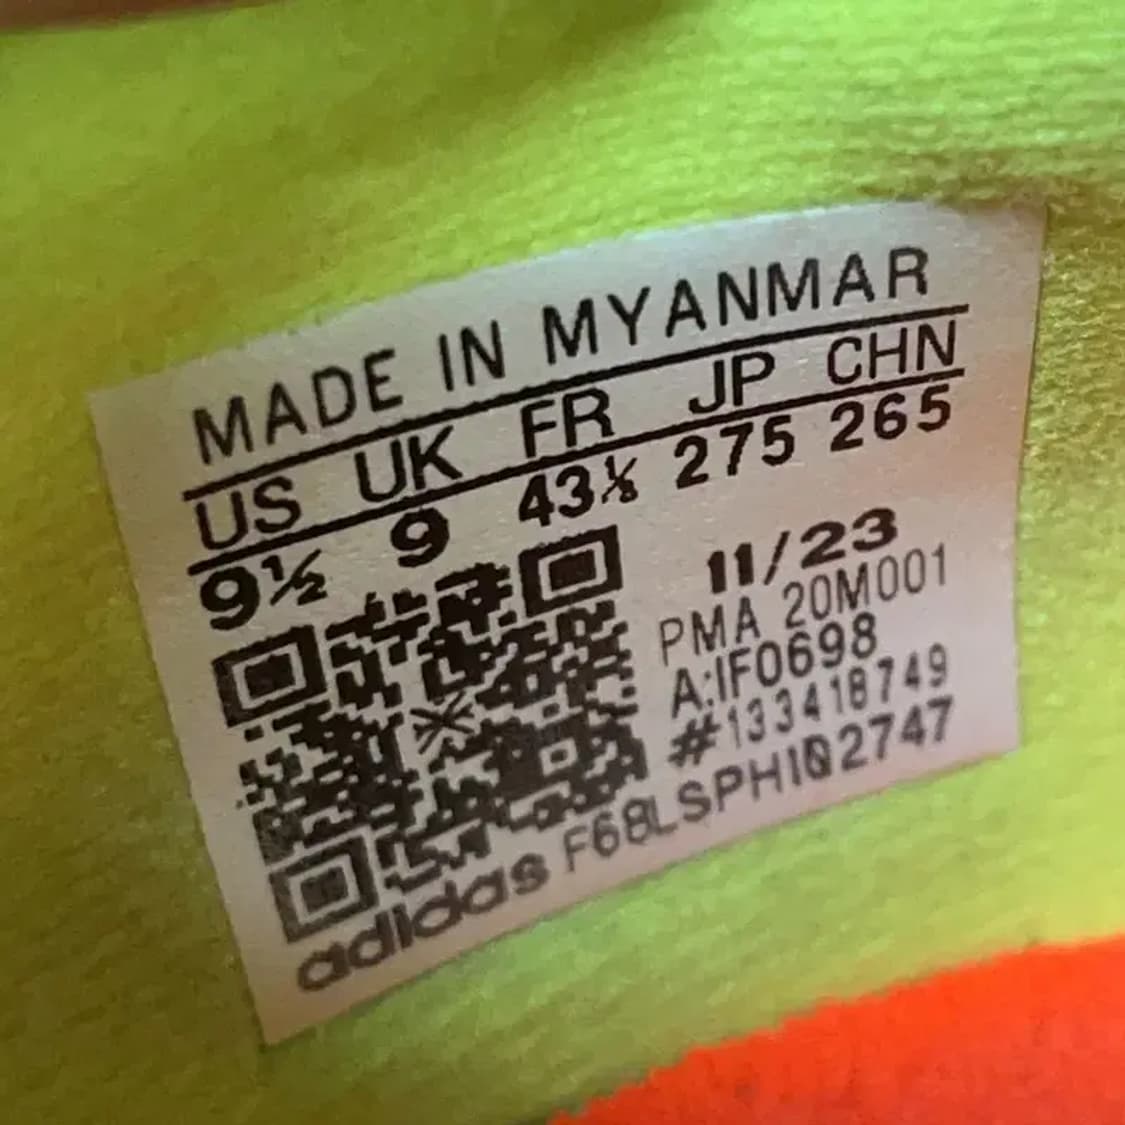 MADE IN MYANMAR
US UK FR JP CHN
9½ 9 43⅓ 275 265
11/23
PMA 20M001
A:IF0698
#133418749
adidas F68LSPHI02747